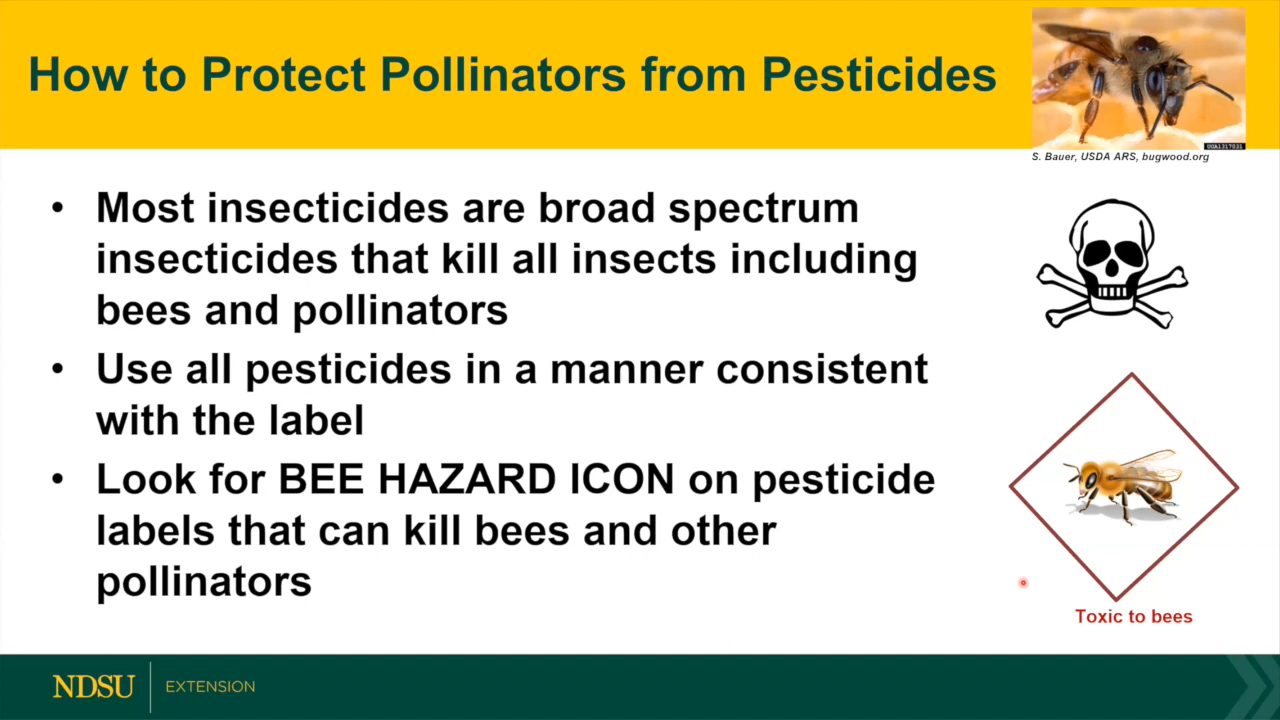 How to Protect Pollinators from Pesticides
UGA1317031
S. Bauer, USDA ARS, bugwood.org
• Most insecticides are broad spectrum
insecticides that kill all insects including
bees and pollinators
• Use all pesticides in a manner consistent
with the label
• Look for BEE HAZARD ICON on pesticide
labels that can kill bees and other
pollinators
Toxic to bees
NDSU EXTENSION